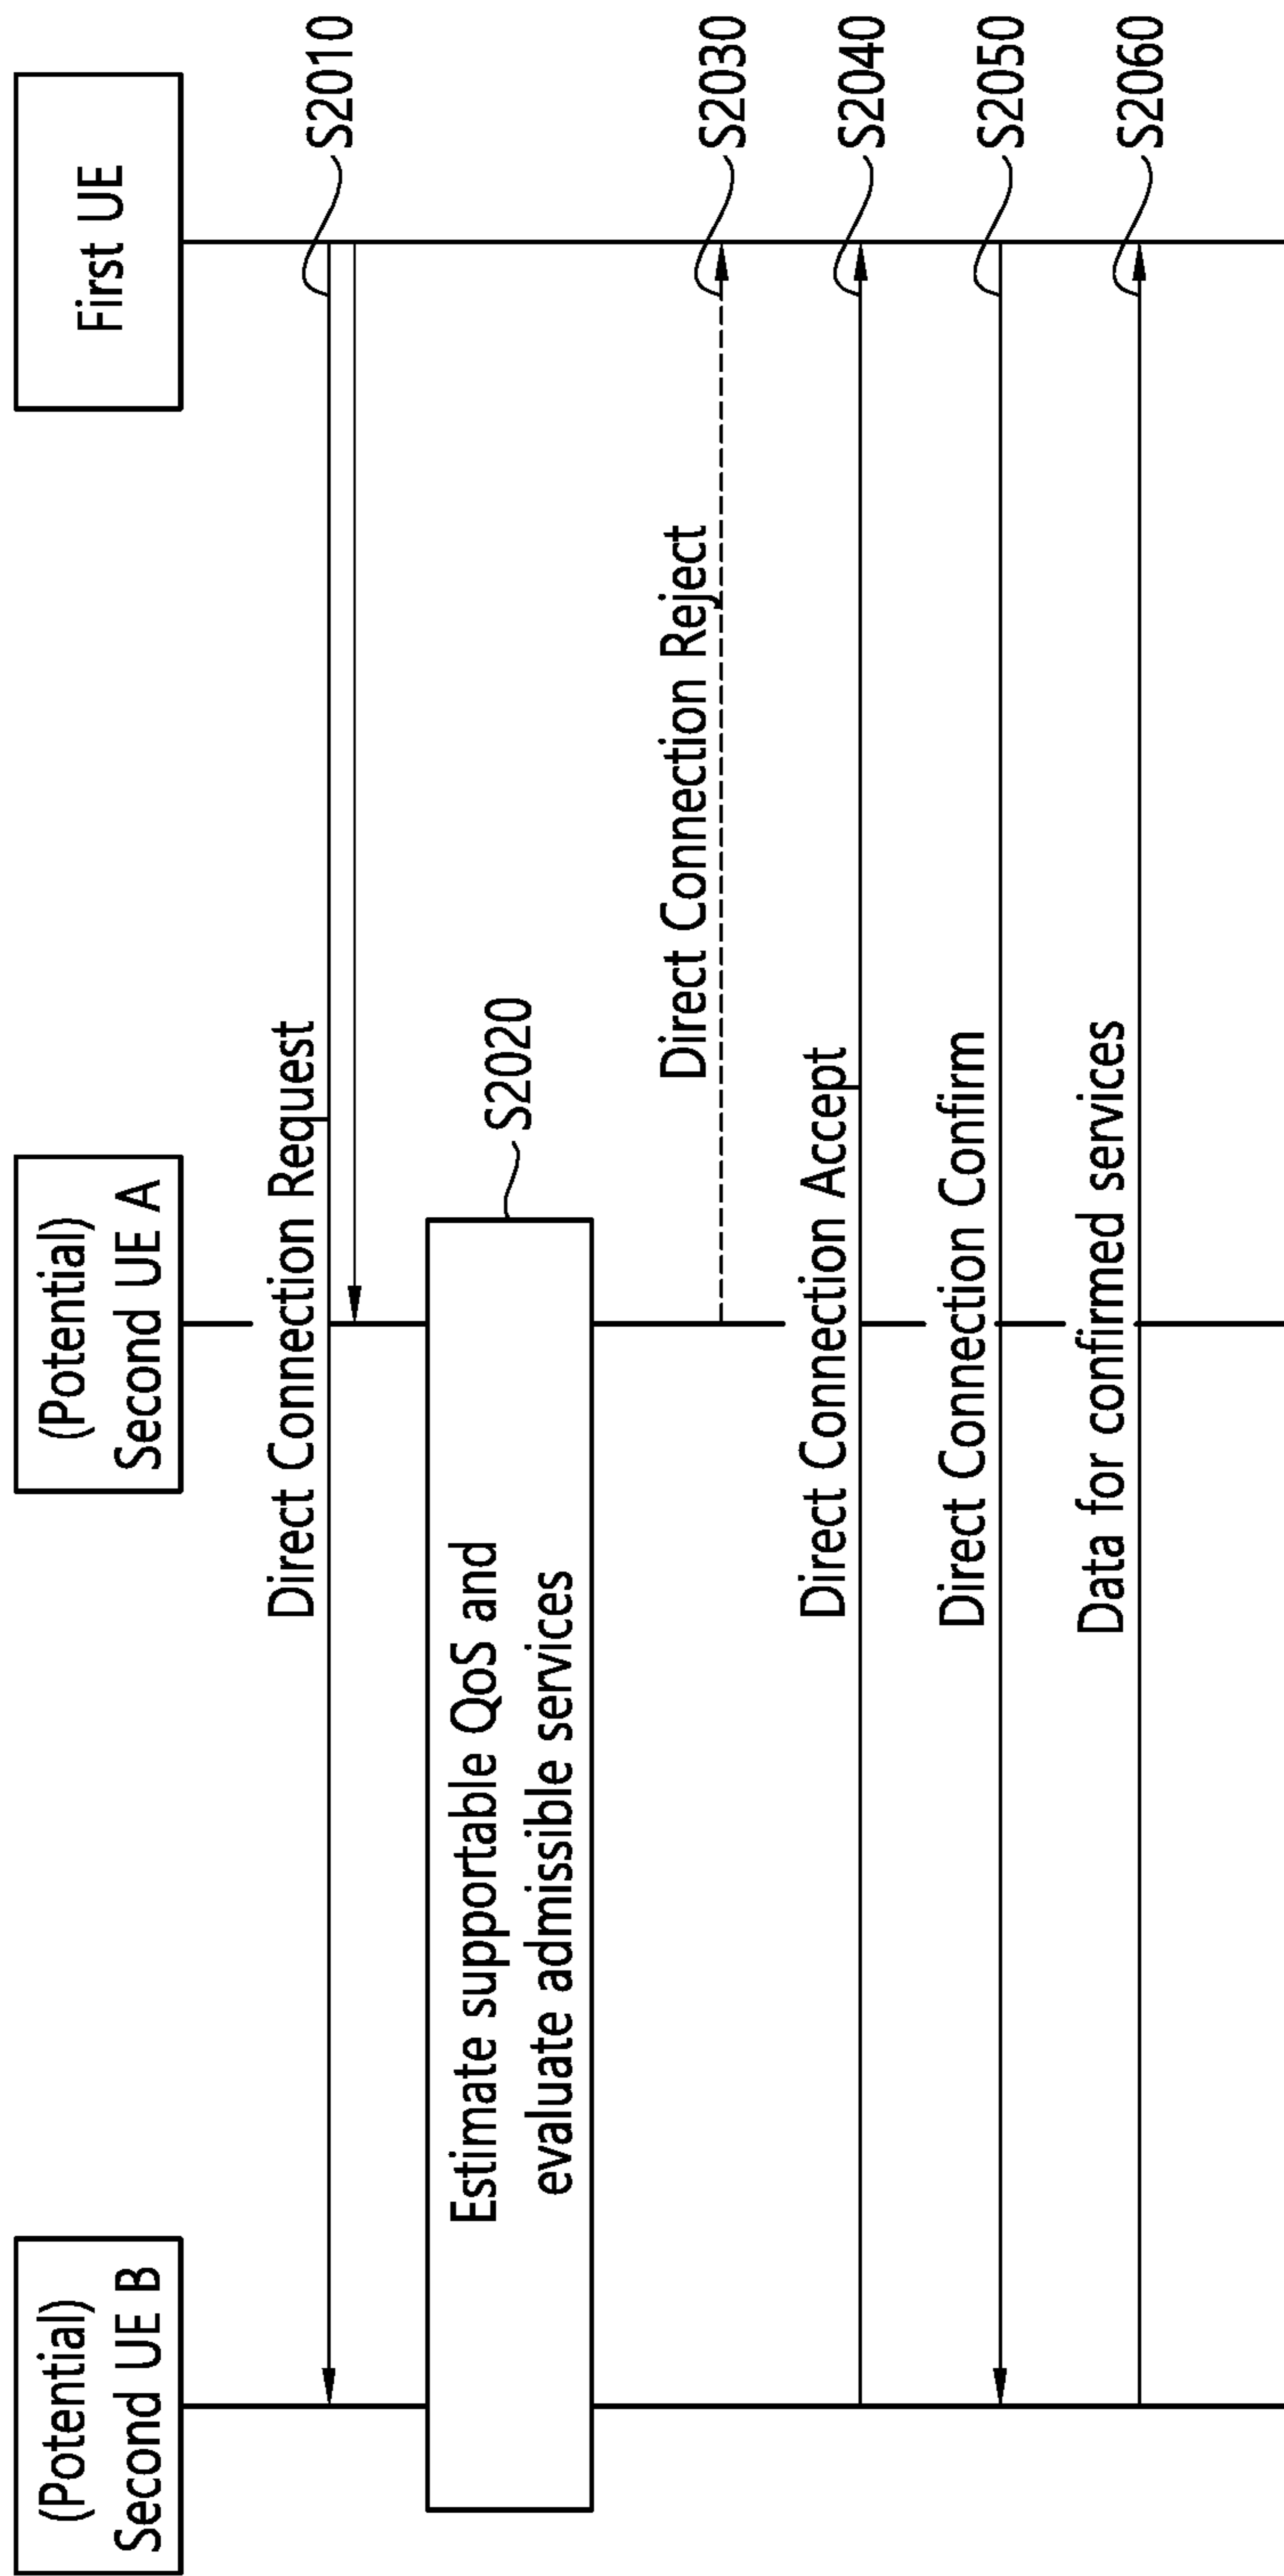 (Potential)
Second UE B
(Potential)
Second UE A
First UE
Direct Connection Request
S2010
Estimate supportable QoS and
evaluate admissible services
S2020
Direct Connection Reject
S2030
Direct Connection Accept
S2040
Direct Connection Confirm
S2050
Data for confirmed services
S2060